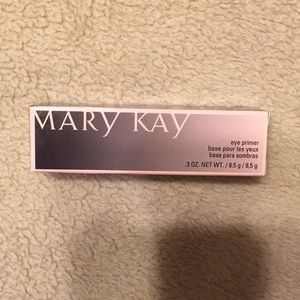 MARY KAY
eye primer
base pour les yeux
base para sombras
.3 OZ. NET WT. / 8.5 g / 8,5 g